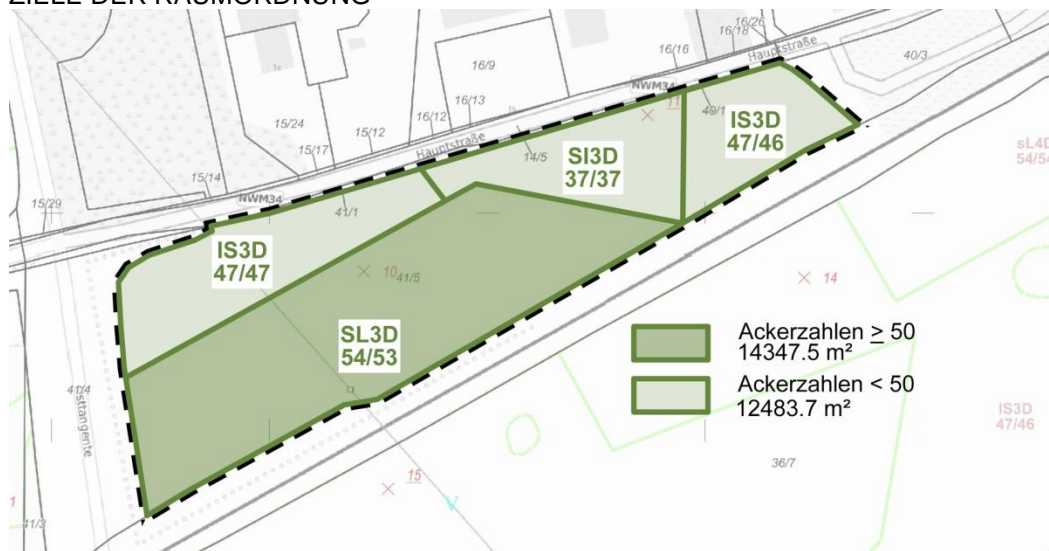 ZIELE DER RAUMORDNUNG
16/26
16/18
Hauptstraße
40/3
16/16
16/9
NWM34
11
49/1
IS3D
47/46
sL4D
16/13
16/12
15/24
15/12
Hauptstraße
14/5
SI3D
37/37
15/17
15/14
NWM34
41/1
15/29
IS3D
47/47
10
41/5
14
SL3D
54/53
Ackerzahlen ≥ 50
14347.5 m²
Ackerzahlen < 50
12483.7 m²
41/4
IS3D
47/46
36/7
15
41/3